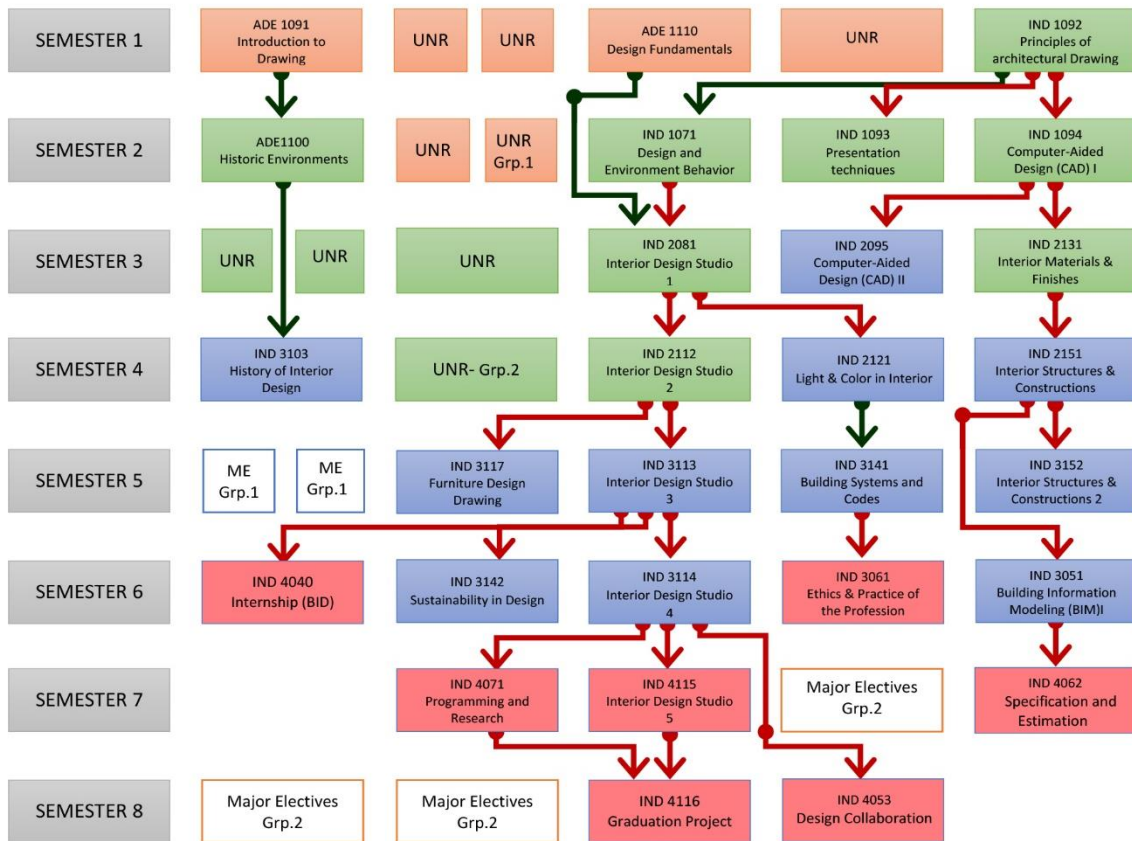 SEMESTER 1
ADE 1091
Introduction to
Drawing
UNR
UNR
ADE 1110
Design Fundamentals
UNR
IND 1092
Principles of
architectural Drawing
SEMESTER 2
ADE1100
Historic Environments
UNR
UNR
Grp.1
IND 1071
Design and
Environment Behavior
IND 1093
Presentation
techniques
IND 1094
Computer-Aided
Design (CAD) I
SEMESTER 3
UNR
UNR
UNR
IND 2081
Interior Design Studio
1
IND 2095
Computer-Aided
Design (CAD) II
IND 2131
Interior Materials &
Finishes
SEMESTER 4
IND 3103
History of Interior
Design
UNR- Grp.2
IND 2112
Interior Design Studio
2
IND 2121
Light & Color in Interior
IND 2151
Interior Structures &
Constructions
SEMESTER 5
ME
Grp.1
ME
Grp.1
IND 3117
Furniture Design
Drawing
IND 3113
Interior Design Studio
3
IND 3141
Building Systems and
Codes
IND 3152
Interior Structures &
Constructions 2
SEMESTER 6
IND 4040
Internship (BID)
IND 3142
Sustainability in Design
IND 3114
Interior Design Studio
4
IND 3061
Ethics & Practice of
the Profession
IND 3051
Building Information
Modeling (BIM)I
SEMESTER 7
IND 4071
Programming and
Research
IND 4115
Interior Design Studio
5
Major Electives
Grp.2
IND 4062
Specification and
Estimation
SEMESTER 8
Major Electives
Grp.2
Major Electives
Grp.2
IND 4116
Graduation Project
IND 4053
Design Collaboration